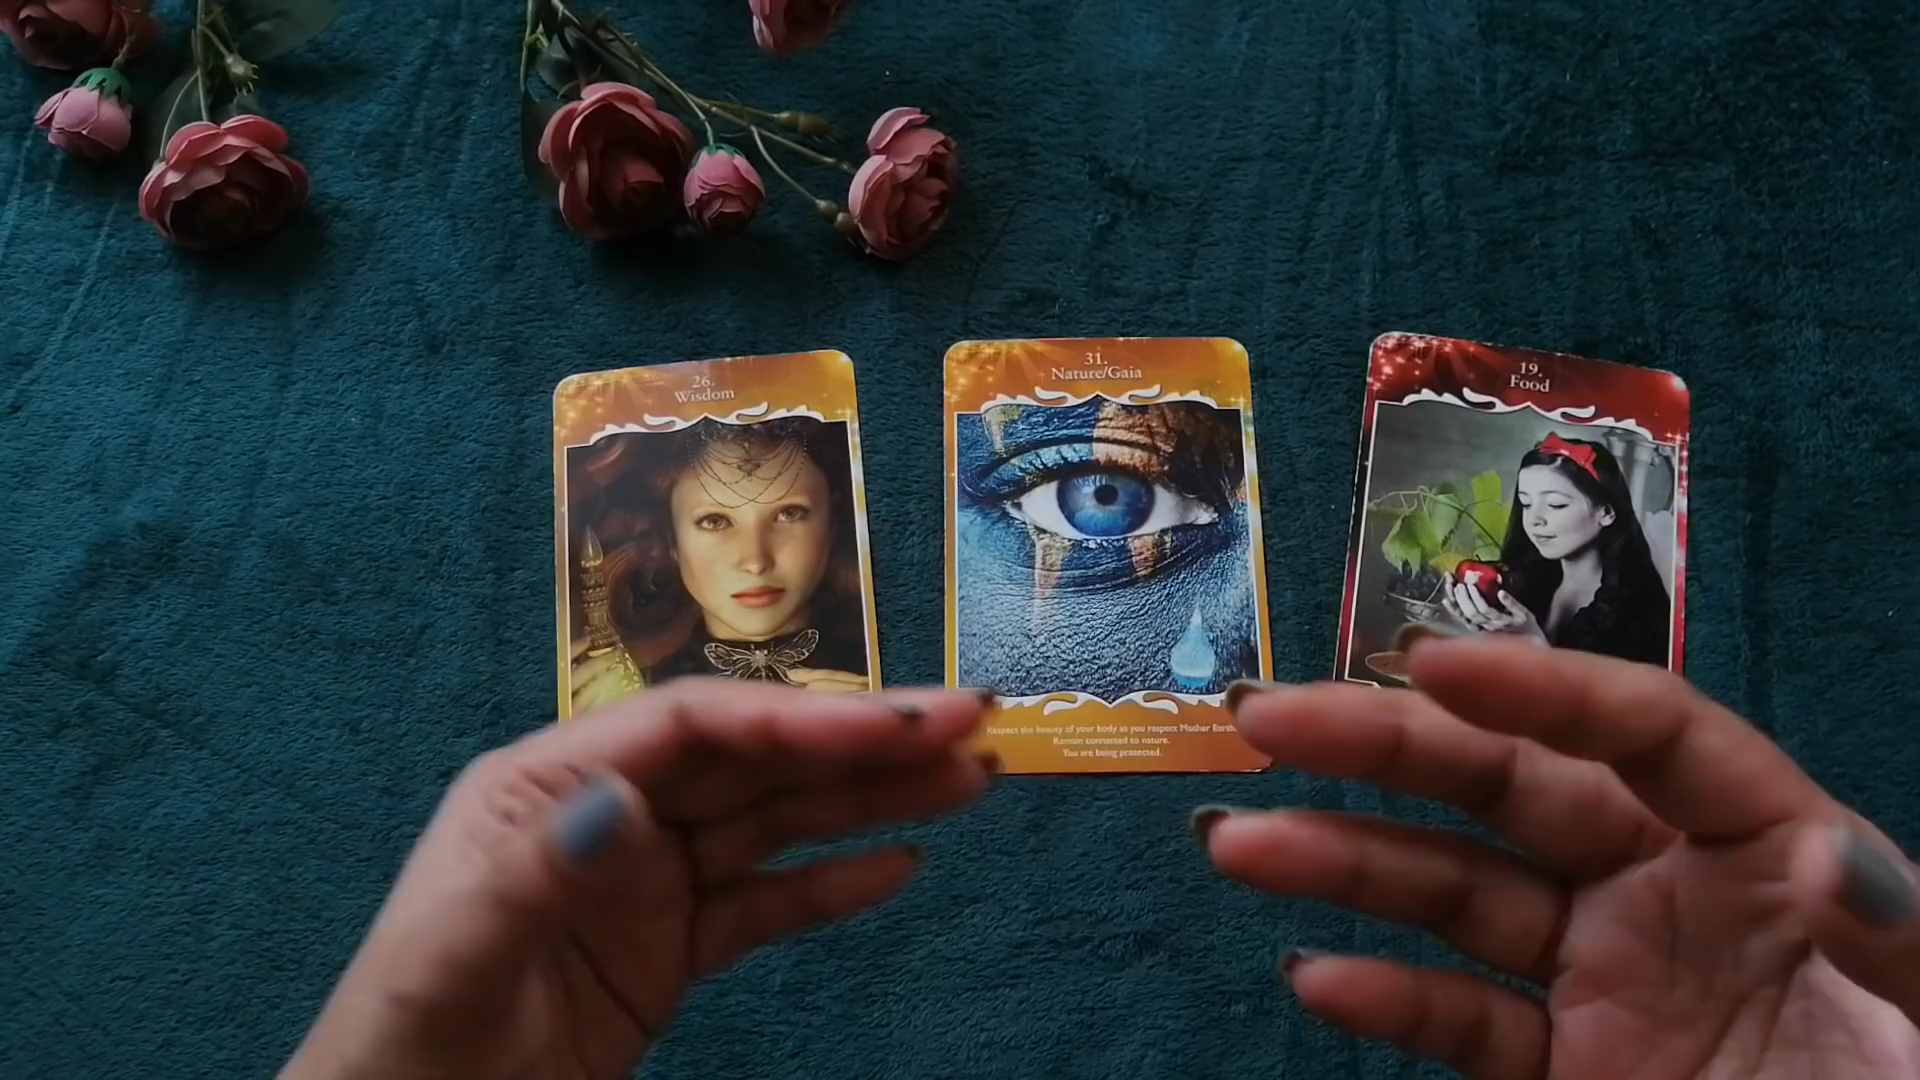 26.
Wisdom
31.
Nature/Gaia
19.
Food
Respect the beauty of your body as you respect Mother Earth.
Remain connected to nature.
You are being protected.